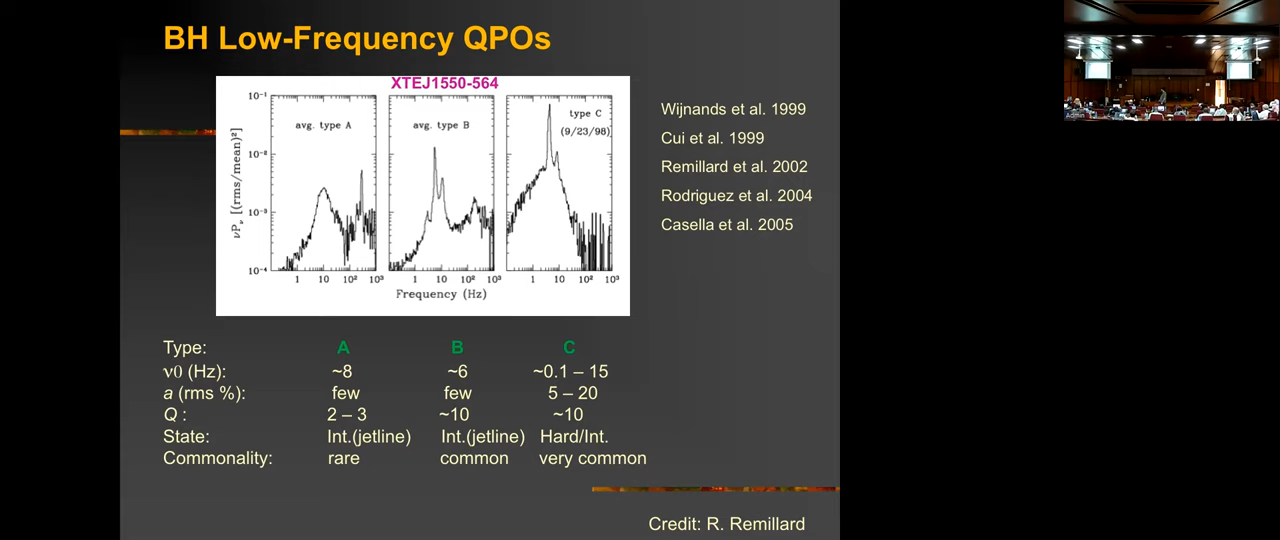 BH Low-Frequency QPOs
XTEJ1550-564
avg. type A
avg. type B
type C
(9/23/98)
10⁻¹
10⁻²
10⁻³
10⁻⁴
νPᵥ [(rms/mean)²]
1 10 10² 10³ 1 10 10² 10³ 1 10 10² 10³
Frequency (Hz)
Wijnands et al. 1999
Cui et al. 1999
Remillard et al. 2002
Rodriguez et al. 2004
Casella et al. 2005
Type: A B C
ν0 (Hz): ~8 ~6 ~0.1 – 15
a (rms %): few few 5 – 20
Q : 2 – 3 ~10 ~10
State: Int.(jetline) Int.(jetline) Hard/Int.
Commonality: rare common very common
Credit: R. Remillard